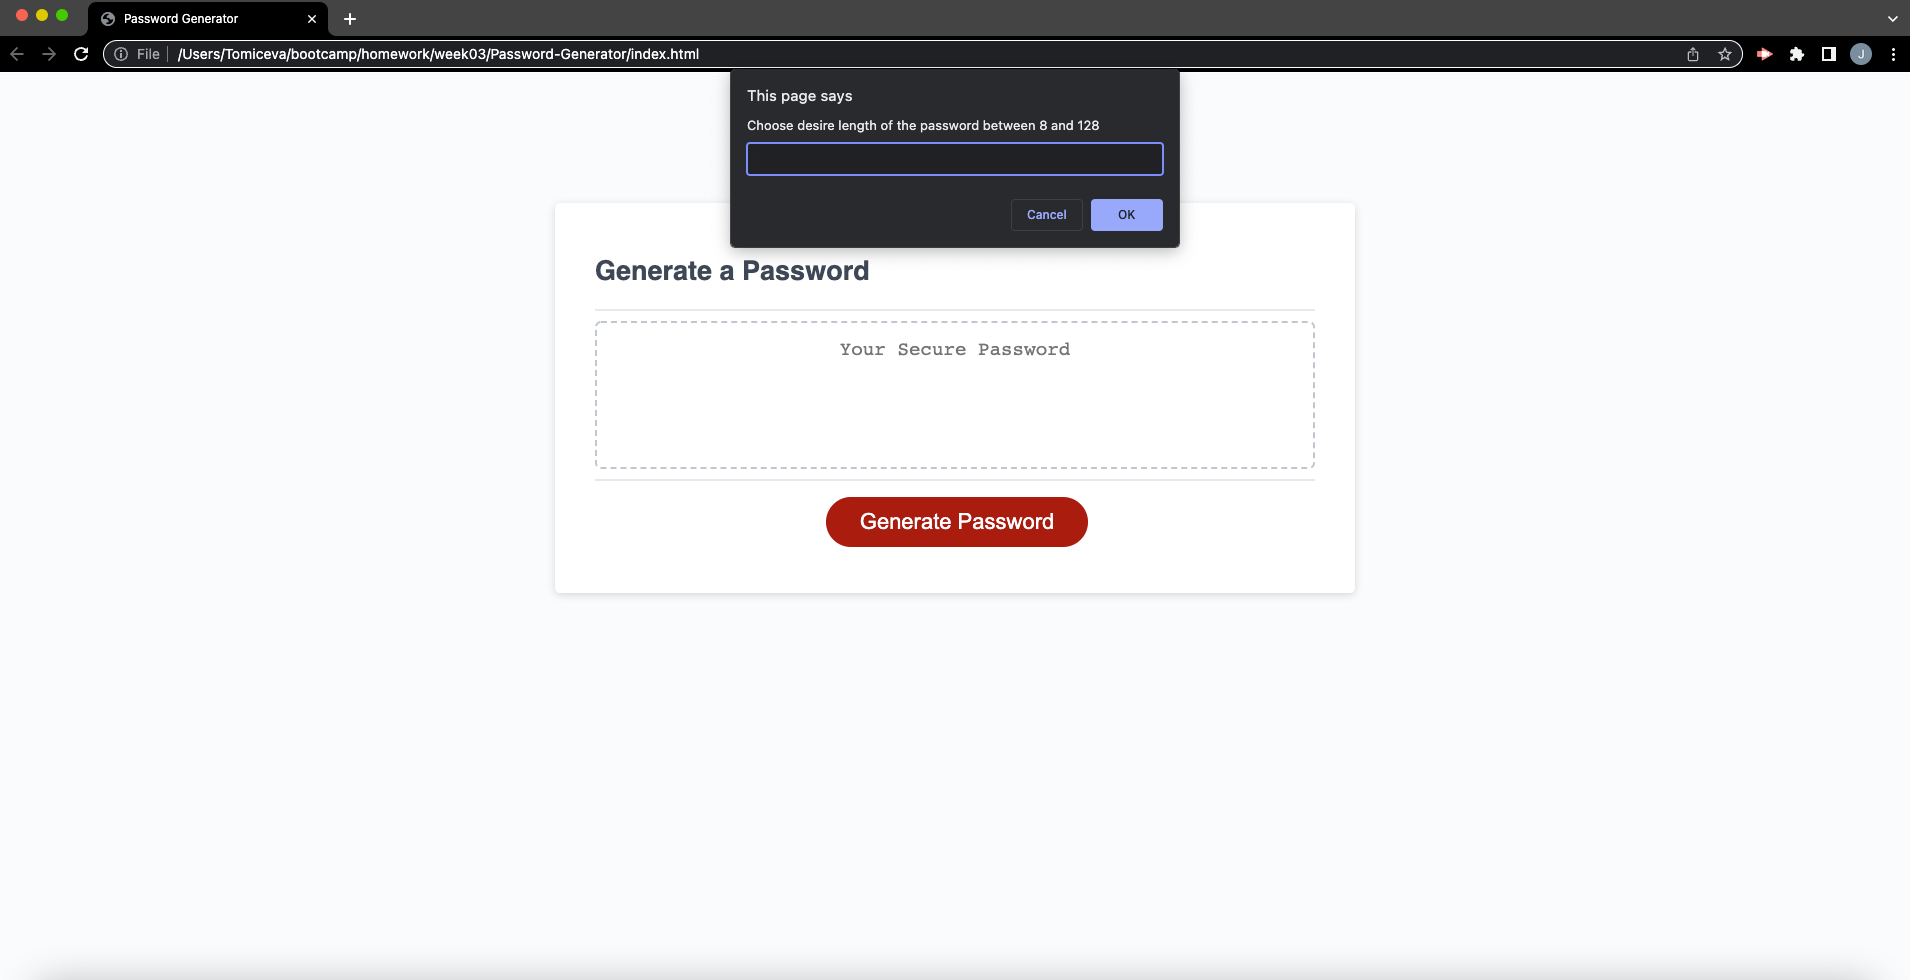 Password Generator
File
/Users/Tomiceva/bootcamp/homework/week03/Password-Generator/index.html
J
This page says
Choose desire length of the password between 8 and 128
Cancel
OK
Generate a Password
Your Secure Password
Generate Password